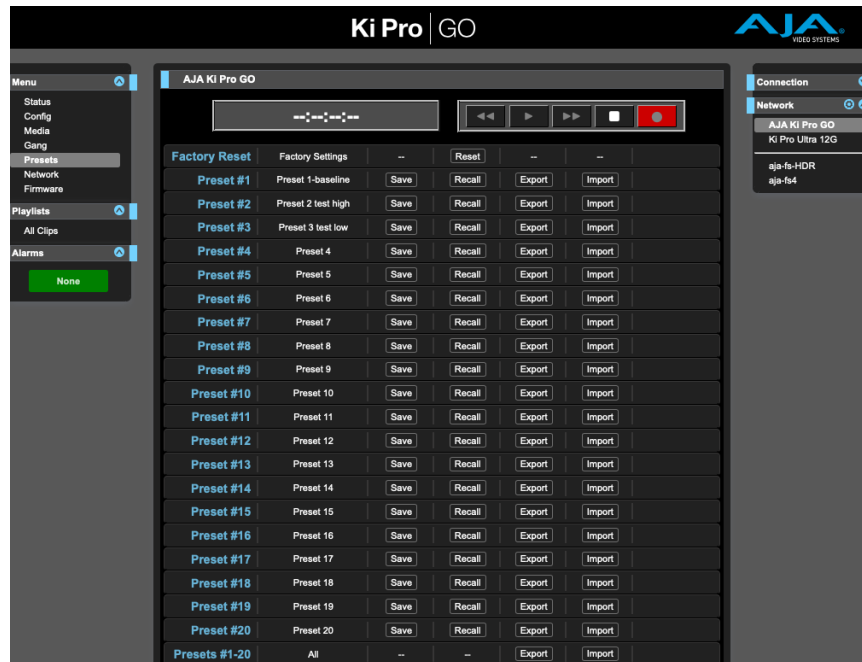 Ki Pro GO
AJA
VIDEO SYSTEMS
Menu
Status
Config
Media
Gang
Presets
Network
Firmware
Playlists
All Clips
Alarms
None
AJA Ki Pro GO
--:--:--:--
Factory Reset Factory Settings -- Reset -- --
Preset #1 Preset 1-baseline Save Recall Export Import
Preset #2 Preset 2 test high Save Recall Export Import
Preset #3 Preset 3 test low Save Recall Export Import
Preset #4 Preset 4 Save Recall Export Import
Preset #5 Preset 5 Save Recall Export Import
Preset #6 Preset 6 Save Recall Export Import
Preset #7 Preset 7 Save Recall Export Import
Preset #8 Preset 8 Save Recall Export Import
Preset #9 Preset 9 Save Recall Export Import
Preset #10 Preset 10 Save Recall Export Import
Preset #11 Preset 11 Save Recall Export Import
Preset #12 Preset 12 Save Recall Export Import
Preset #13 Preset 13 Save Recall Export Import
Preset #14 Preset 14 Save Recall Export Import
Preset #15 Preset 15 Save Recall Export Import
Preset #16 Preset 16 Save Recall Export Import
Preset #17 Preset 17 Save Recall Export Import
Preset #18 Preset 18 Save Recall Export Import
Preset #19 Preset 19 Save Recall Export Import
Preset #20 Preset 20 Save Recall Export Import
Presets #1-20 All -- -- Export Import
Connection
Network
AJA Ki Pro GO
Ki Pro Ultra 12G
aja-fs-HDR
aja-fs4